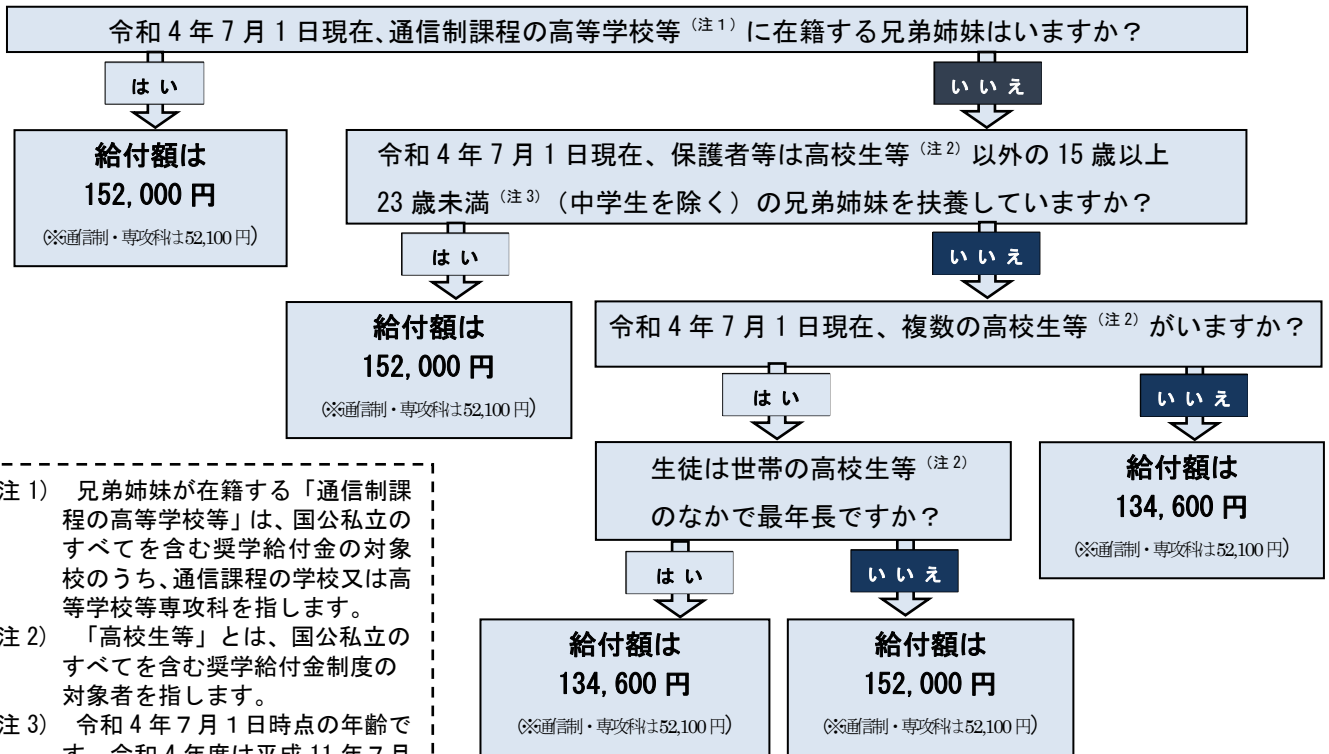 令和4年7月1日現在、通信制課程の高等学校等(注1)に在籍する兄弟姉妹はいますか？
はい
いいえ
給付額は
152,000円
(※通信制・専攻科は52,100円)
令和4年7月1日現在、保護者等は高校生等(注2)以外の15歳以上
23歳未満(注3)(中学生を除く)の兄弟姉妹を扶養していますか？
はい
いいえ
給付額は
152,000円
(※通信制・専攻科は52,100円)
令和4年7月1日現在、複数の高校生等(注2)がいますか？
はい
いいえ
生徒は世帯の高校生等(注2)
のなかで最年長ですか？
給付額は
134,600円
(※通信制・専攻科は52,100円)
はい
いいえ
給付額は
134,600円
(※通信制・専攻科は52,100円)
給付額は
152,000円
(※通信制・専攻科は52,100円)
注1) 兄弟姉妹が在籍する「通信制課
程の高等学校等」は、国公私立の
すべてを含む奨学給付金の対象
校のうち、通信課程の学校又は高
等学校等専攻科を指します。
注2) 「高校生等」とは、国公私立の
すべてを含む奨学給付金制度の
対象者を指します。
注3) 令和4年7月1日時点の年齢で
す。令和4年度は平成11年7月